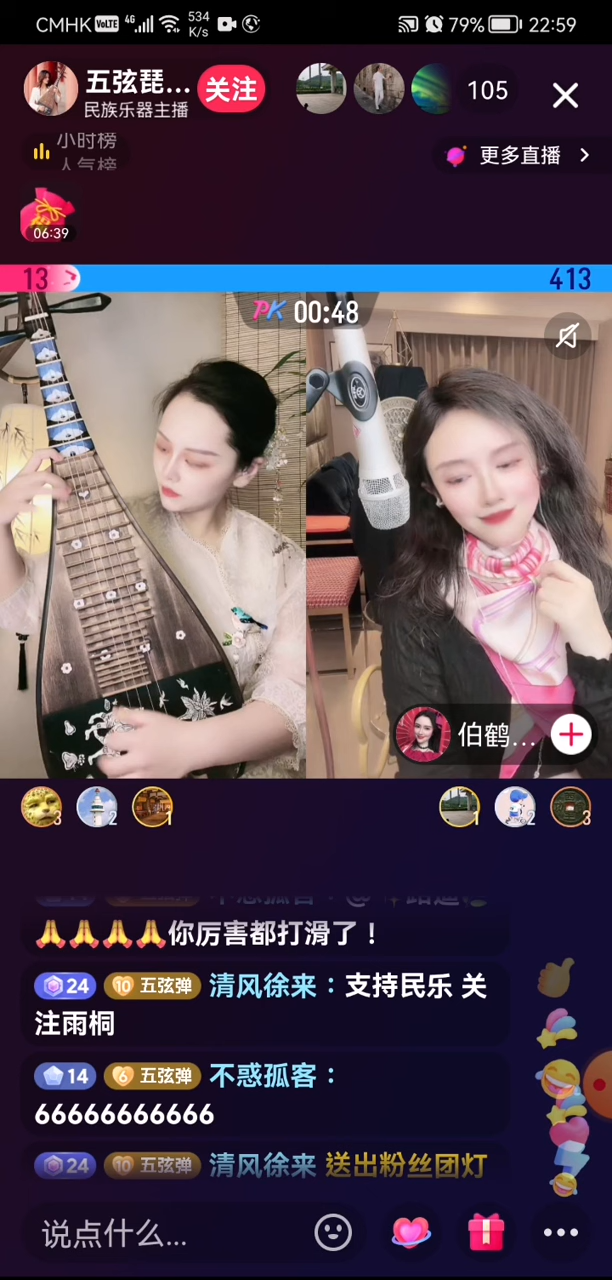 CMHK VoLTE 4G 534 K/s 79% 22:59
五弦琵... 关注 105
民族乐器主播
小时榜
人气榜
更多直播
06:39
13 413
PK 00:48
伯鹤...
3 2 1 1 2 3
🙏🙏🙏🙏你厉害都打滑了！
24 10 五弦弹 清风徐来：支持民乐 关
注雨桐
14 6 五弦弹 不惑孤客：
66666666666
24 10 五弦弹 清风徐来 送出粉丝团灯
说点什么...